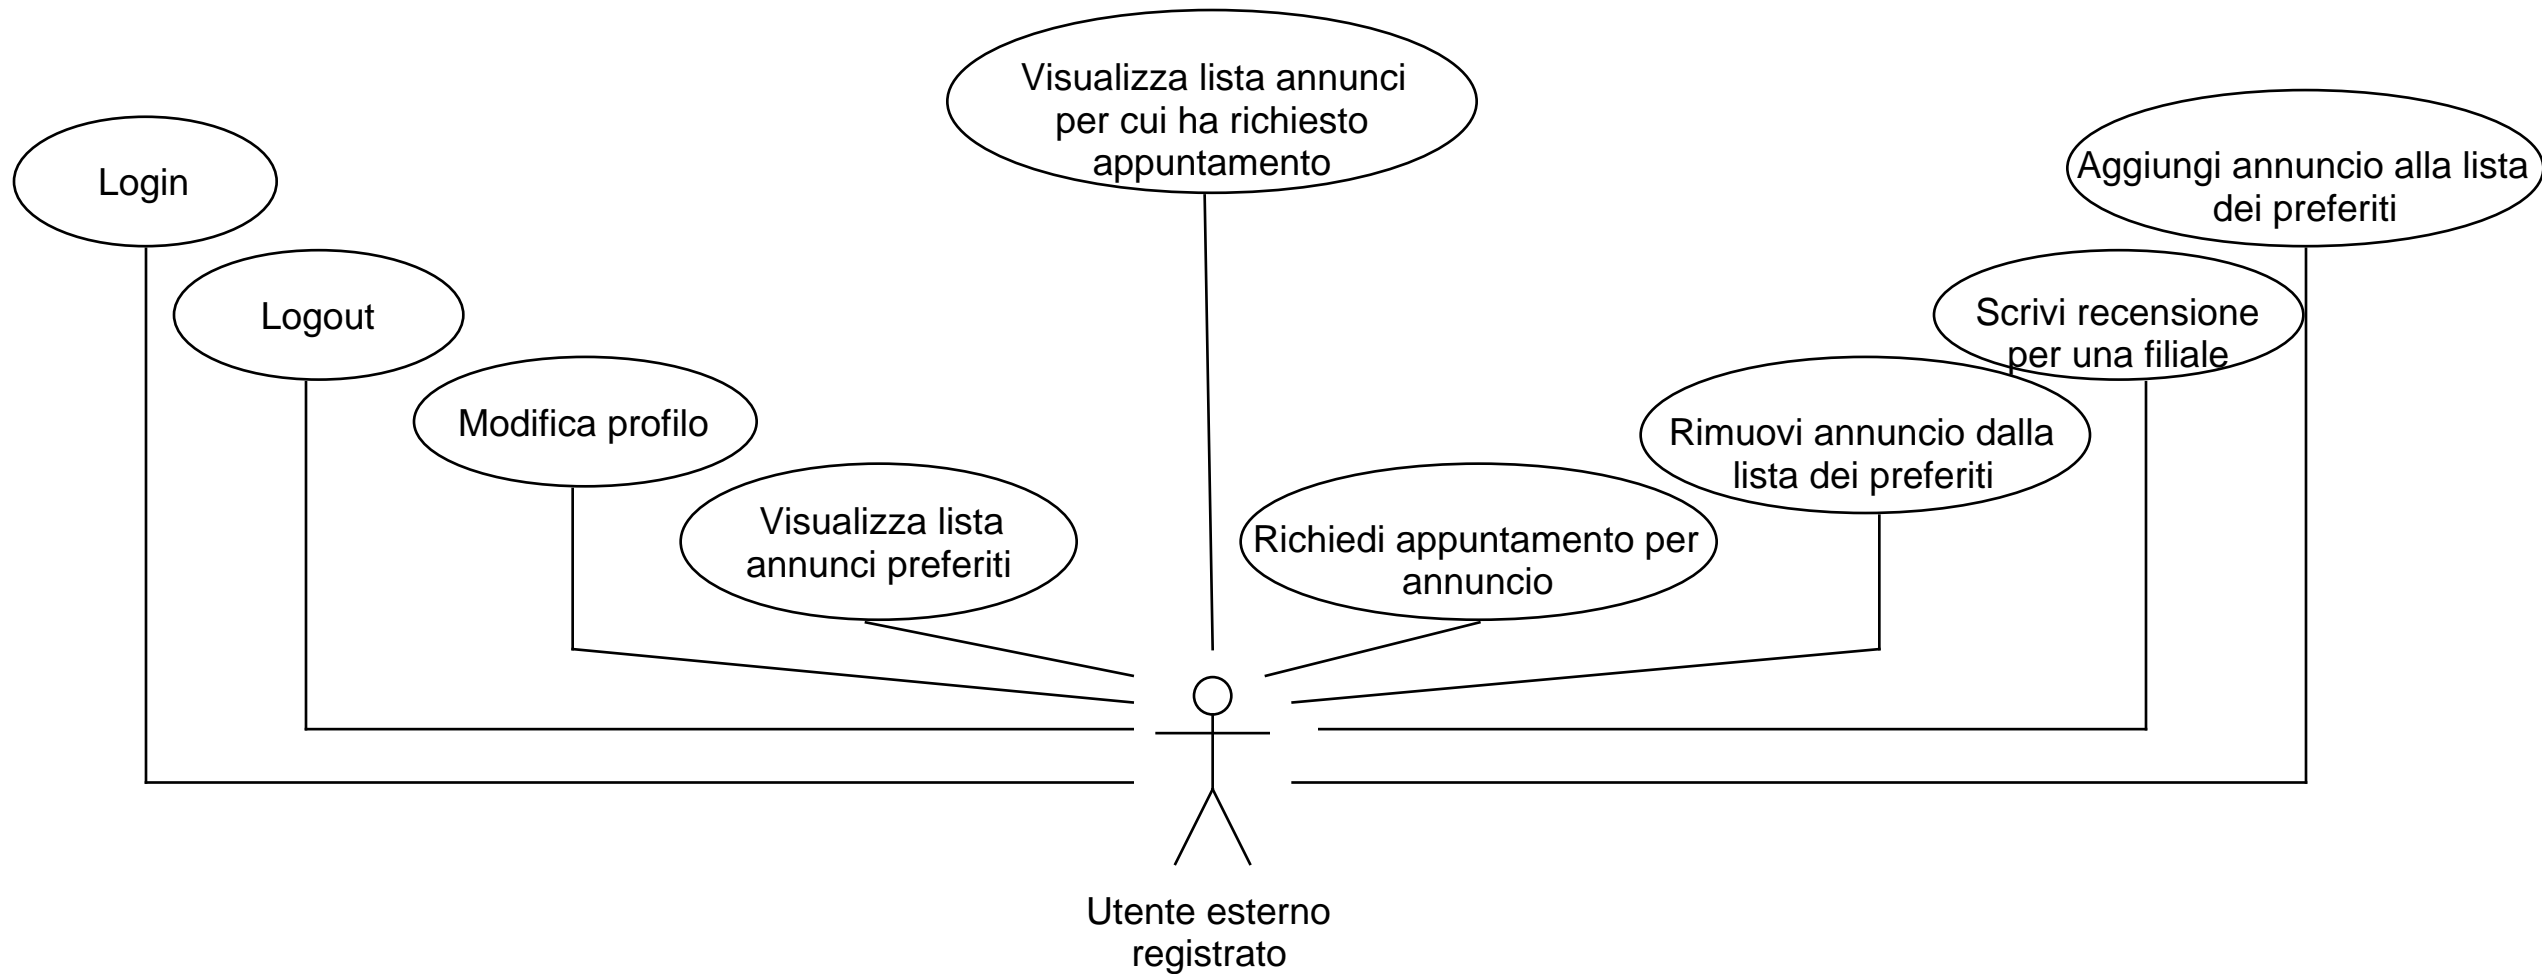 Visualizza lista annunci
per cui ha richiesto
appuntamento
Login
Aggiungi annuncio alla lista
dei preferiti
Logout
Scrivi recensione
per una filiale
Modifica profilo
Rimuovi annuncio dalla
lista dei preferiti
Visualizza lista
annunci preferiti
Richiedi appuntamento per
annuncio
Utente esterno
registrato